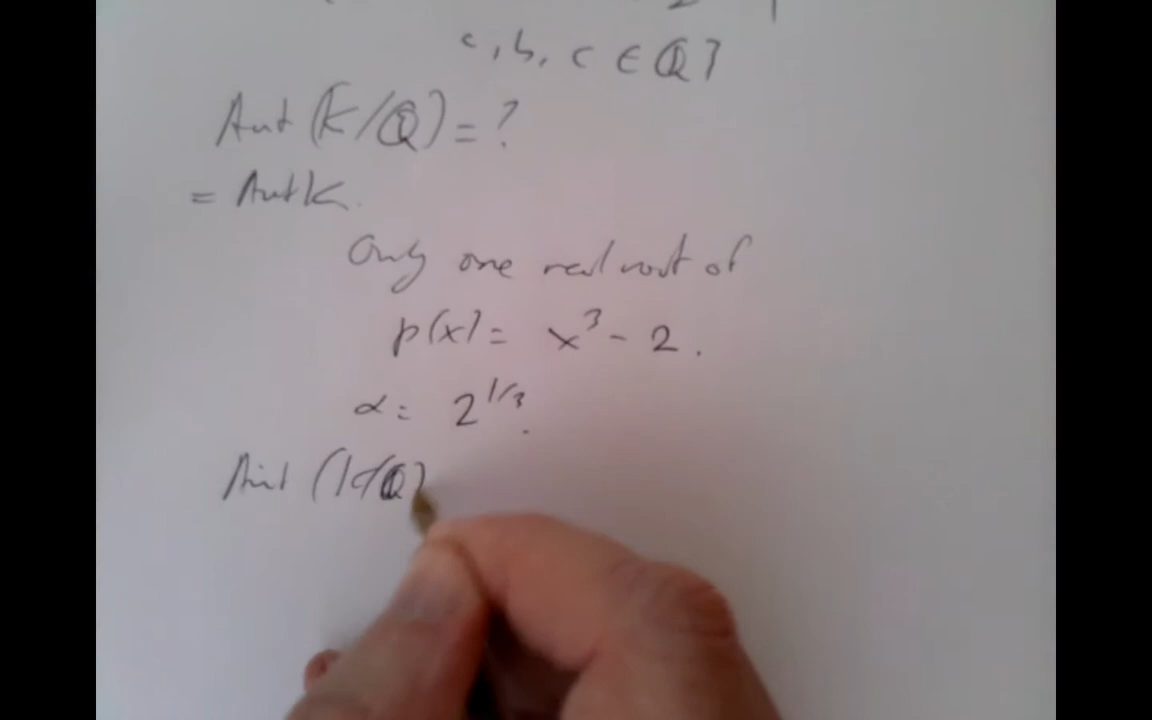 c, b, c ∈ ℚ}
Aut (K/ℚ) = ?
= Aut K.
Only one real root of
p(x) = x³ - 2.
α = 2^{1/3}.
Aut (K/ℚ)